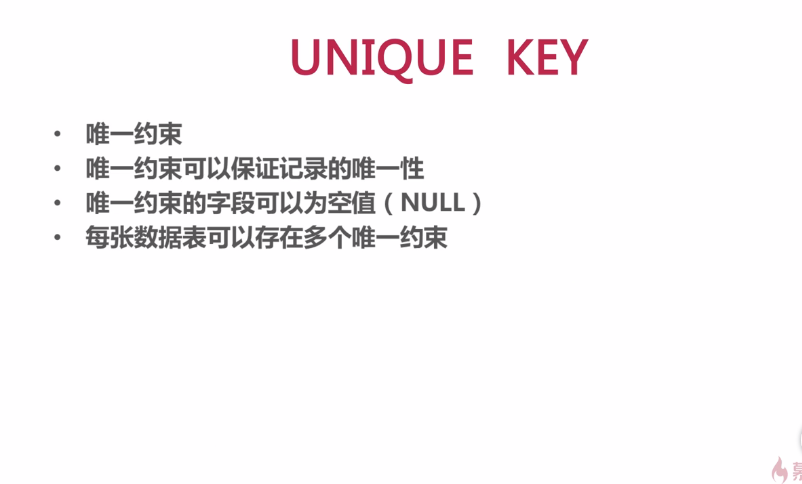 UNIQUE KEY
• 唯一约束
• 唯一约束可以保证记录的唯一性
• 唯一约束的字段可以为空值（NULL）
• 每张数据表可以存在多个唯一约束